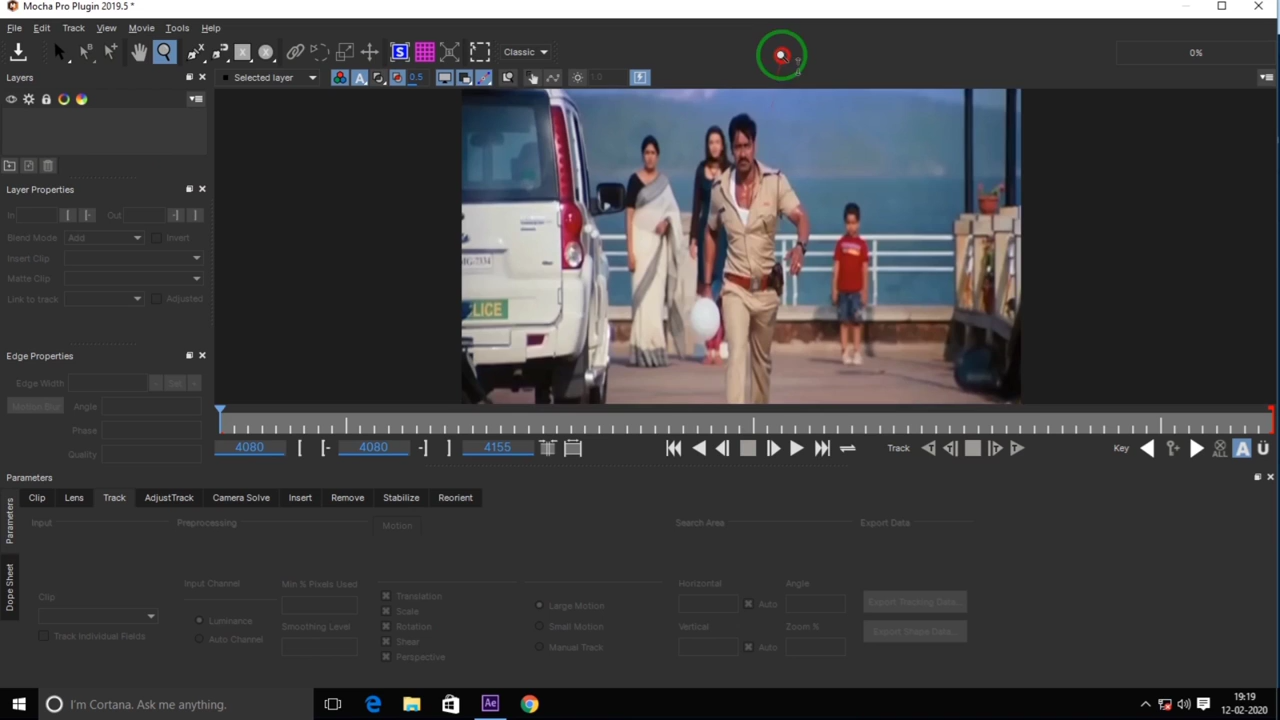 Mocha Pro Plugin 2019.5 *
File Edit Track View Movie Tools Help
Classic
0%
Layers
Selected layer
0.5
1.0
Layer Properties
In Out
Blend Mode Add Invert
Insert Clip
Matte Clip
Link to track Adjusted
LICE
Edge Properties
Edge Width - Set +
Motion Blur Angle
Phase
Quality
4080 4080 4155 Track Key ALL A Ü
Parameters
Parameters
Dope Sheet
Clip Lens Track AdjustTrack Camera Solve Insert Remove Stabilize Reorient
Input Preprocessing Motion Search Area Export Data
Input Channel Min % Pixels Used Horizontal Angle
Clip
Translation
Large Motion
Auto
Export Tracking Data...
Luminance
Scale
Track Individual Fields
Auto Channel
Smoothing Level
Rotation
Small Motion
Vertical
Zoom %
Export Shape Data...
Shear
Manual Track
Auto
Perspective
I'm Cortana. Ask me anything.
Ae
19:19
12-02-2020